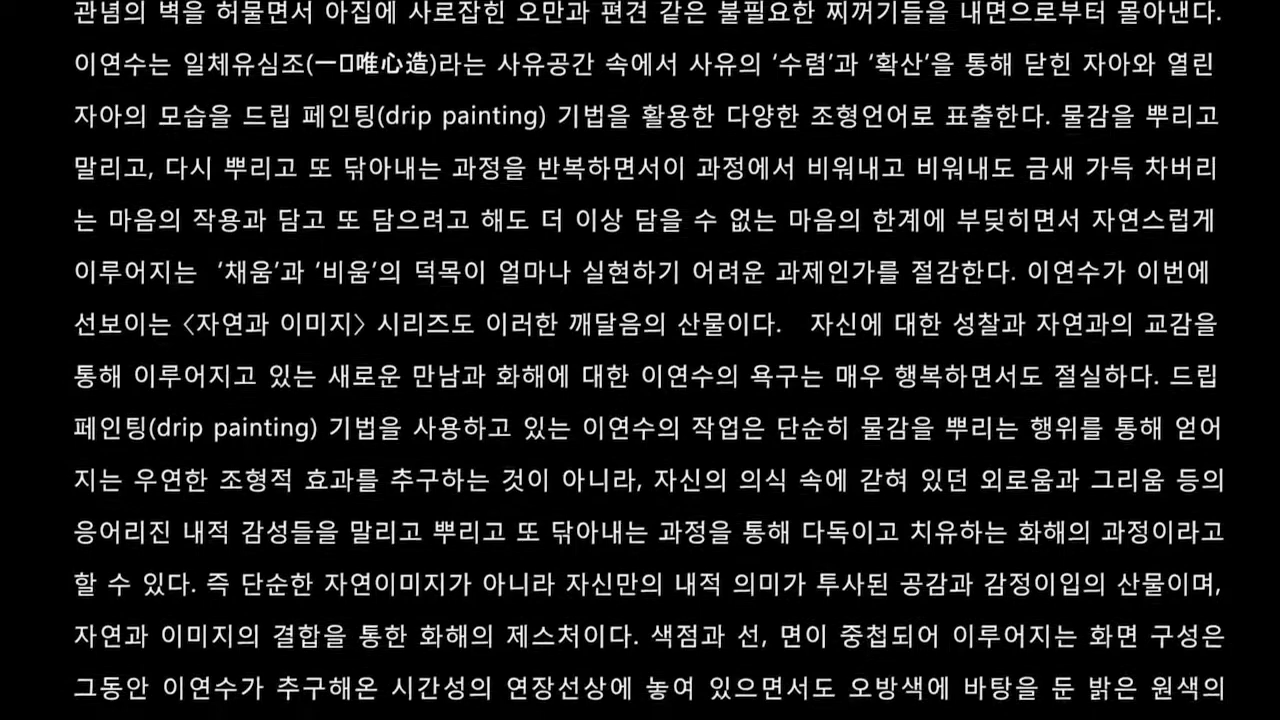 관념의 벽을 허물면서 아집에 사로잡힌 오만과 편견 같은 불필요한 찌꺼기들을 내면으로부터 몰아낸다.
이연수는 일체유심조(一▯唯心造)라는 사유공간 속에서 사유의 ‘수렴’과 ‘확산’을 통해 닫힌 자아와 열린
자아의 모습을 드립 페인팅(drip painting) 기법을 활용한 다양한 조형언어로 표출한다. 물감을 뿌리고
말리고, 다시 뿌리고 또 닦아내는 과정을 반복하면서이 과정에서 비워내고 비워내도 금새 가득 차버리
는 마음의 작용과 담고 또 담으려고 해도 더 이상 담을 수 없는 마음의 한계에 부딪히면서 자연스럽게
이루어지는 ‘채움’과 ‘비움’의 덕목이 얼마나 실현하기 어려운 과제인가를 절감한다. 이연수가 이번에
선보이는 〈자연과 이미지〉 시리즈도 이러한 깨달음의 산물이다. 자신에 대한 성찰과 자연과의 교감을
통해 이루어지고 있는 새로운 만남과 화해에 대한 이연수의 욕구는 매우 행복하면서도 절실하다. 드립
페인팅(drip painting) 기법을 사용하고 있는 이연수의 작업은 단순히 물감을 뿌리는 행위를 통해 얻어
지는 우연한 조형적 효과를 추구하는 것이 아니라, 자신의 의식 속에 갇혀 있던 외로움과 그리움 등의
응어리진 내적 감성들을 말리고 뿌리고 또 닦아내는 과정을 통해 다독이고 치유하는 화해의 과정이라고
할 수 있다. 즉 단순한 자연이미지가 아니라 자신만의 내적 의미가 투사된 공감과 감정이입의 산물이며,
자연과 이미지의 결합을 통한 화해의 제스처이다. 색점과 선, 면이 중첩되어 이루어지는 화면 구성은
그동안 이연수가 추구해온 시간성의 연장선상에 놓여 있으면서도 오방색에 바탕을 둔 밝은 원색의